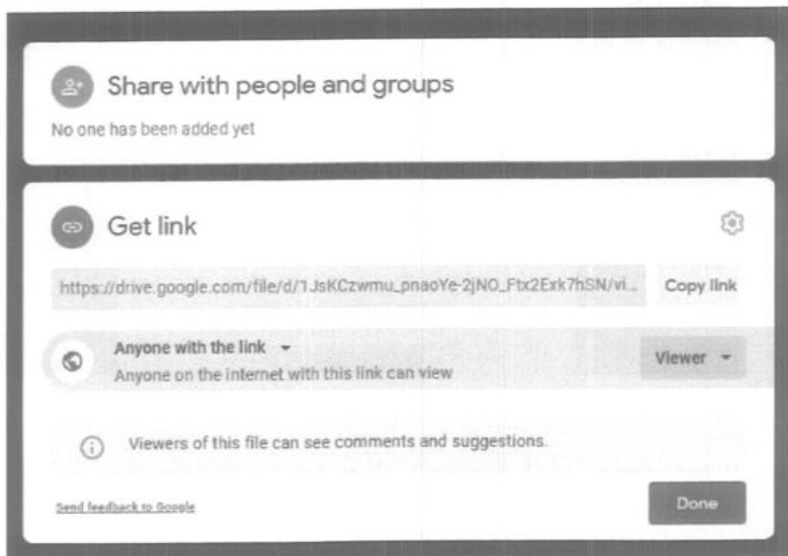 Share with people and groups
No one has been added yet
Get link
https://drive.google.com/file/d/1JsKCzwmu_pnaoYe-2jNO_Ftx2Exk7hSN/vi... Copy link
Anyone with the link
Viewer
Anyone on the internet with this link can view
Viewers of this file can see comments and suggestions.
Send feedback to Google
Done